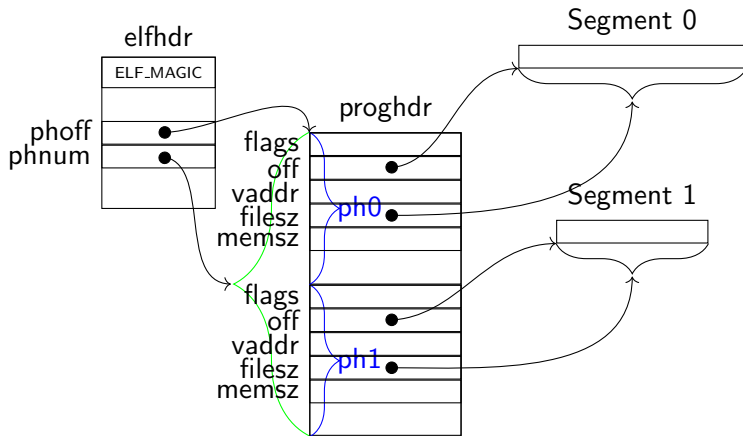 elfhdr
ELF_MAGIC
phoff
phnum
proghdr
flags
off
vaddr
filesz
memsz
ph0
flags
off
vaddr
filesz
memsz
ph1
Segment 0
Segment 1